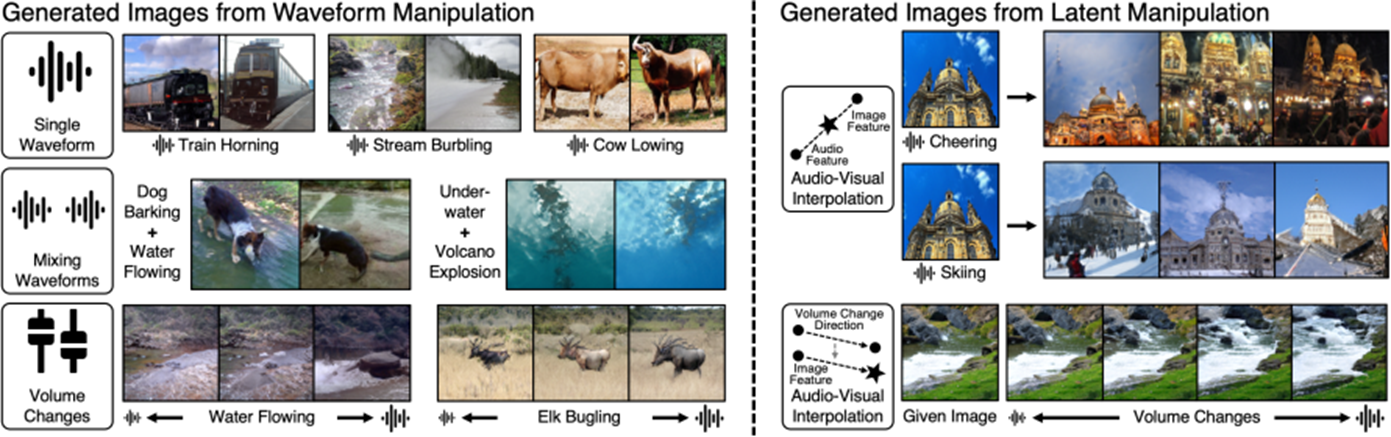 Generated Images from Waveform Manipulation
Single
Waveform
Train Horning
Stream Burbling
Cow Lowing
Mixing
Waveforms
Dog
Barking
+
Water
Flowing
Under-
water
+
Volcano
Explosion
Volume
Changes
Water Flowing
Elk Bugling
Generated Images from Latent Manipulation
Image
Feature
Audio
Feature
Audio-Visual
Interpolation
Cheering
Skiing
Volume Change
Direction
Image
Feature
Audio-Visual
Interpolation
Given Image
Volume Changes